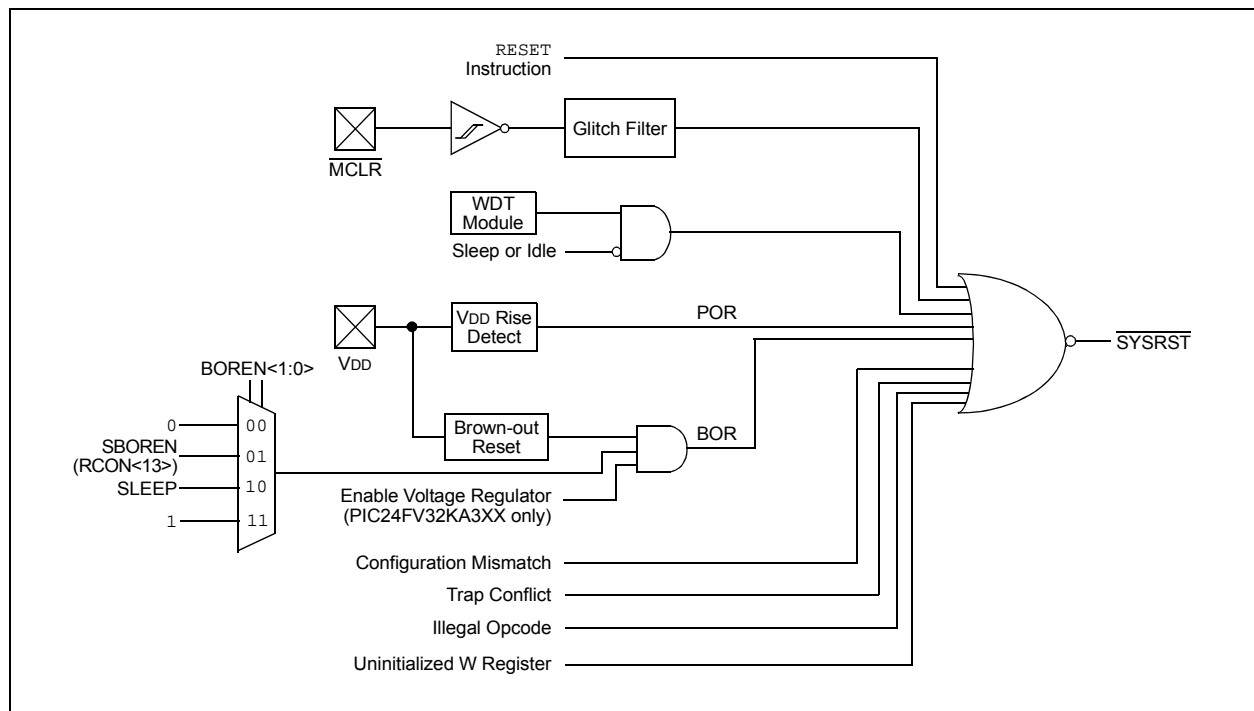 RESET
Instruction
MCLR
Glitch Filter
WDT
Module
Sleep or Idle
VDD
VDD Rise
Detect
POR
SYSRST
BOREN<1:0>
0
00
SBOREN
(RCON<13>)
01
SLEEP
10
1
11
Brown-out
Reset
BOR
Enable Voltage Regulator
(PIC24FV32KA3XX only)
Configuration Mismatch
Trap Conflict
Illegal Opcode
Uninitialized W Register